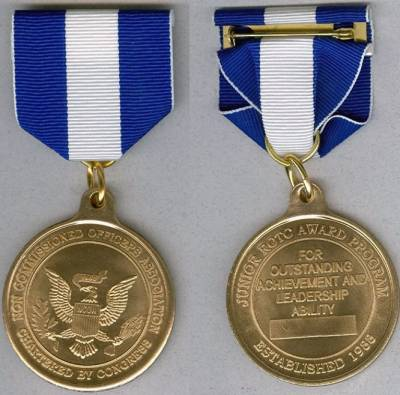 NON COMMISSIONED OFFICERS ASSOCIATION
CHARTERED BY CONGRESS
NCOA
JUNIOR ROTC AWARD PROGRAM
FOR
OUTSTANDING
ACHIEVEMENT AND
LEADERSHIP
ABILITY
ESTABLISHED 1988